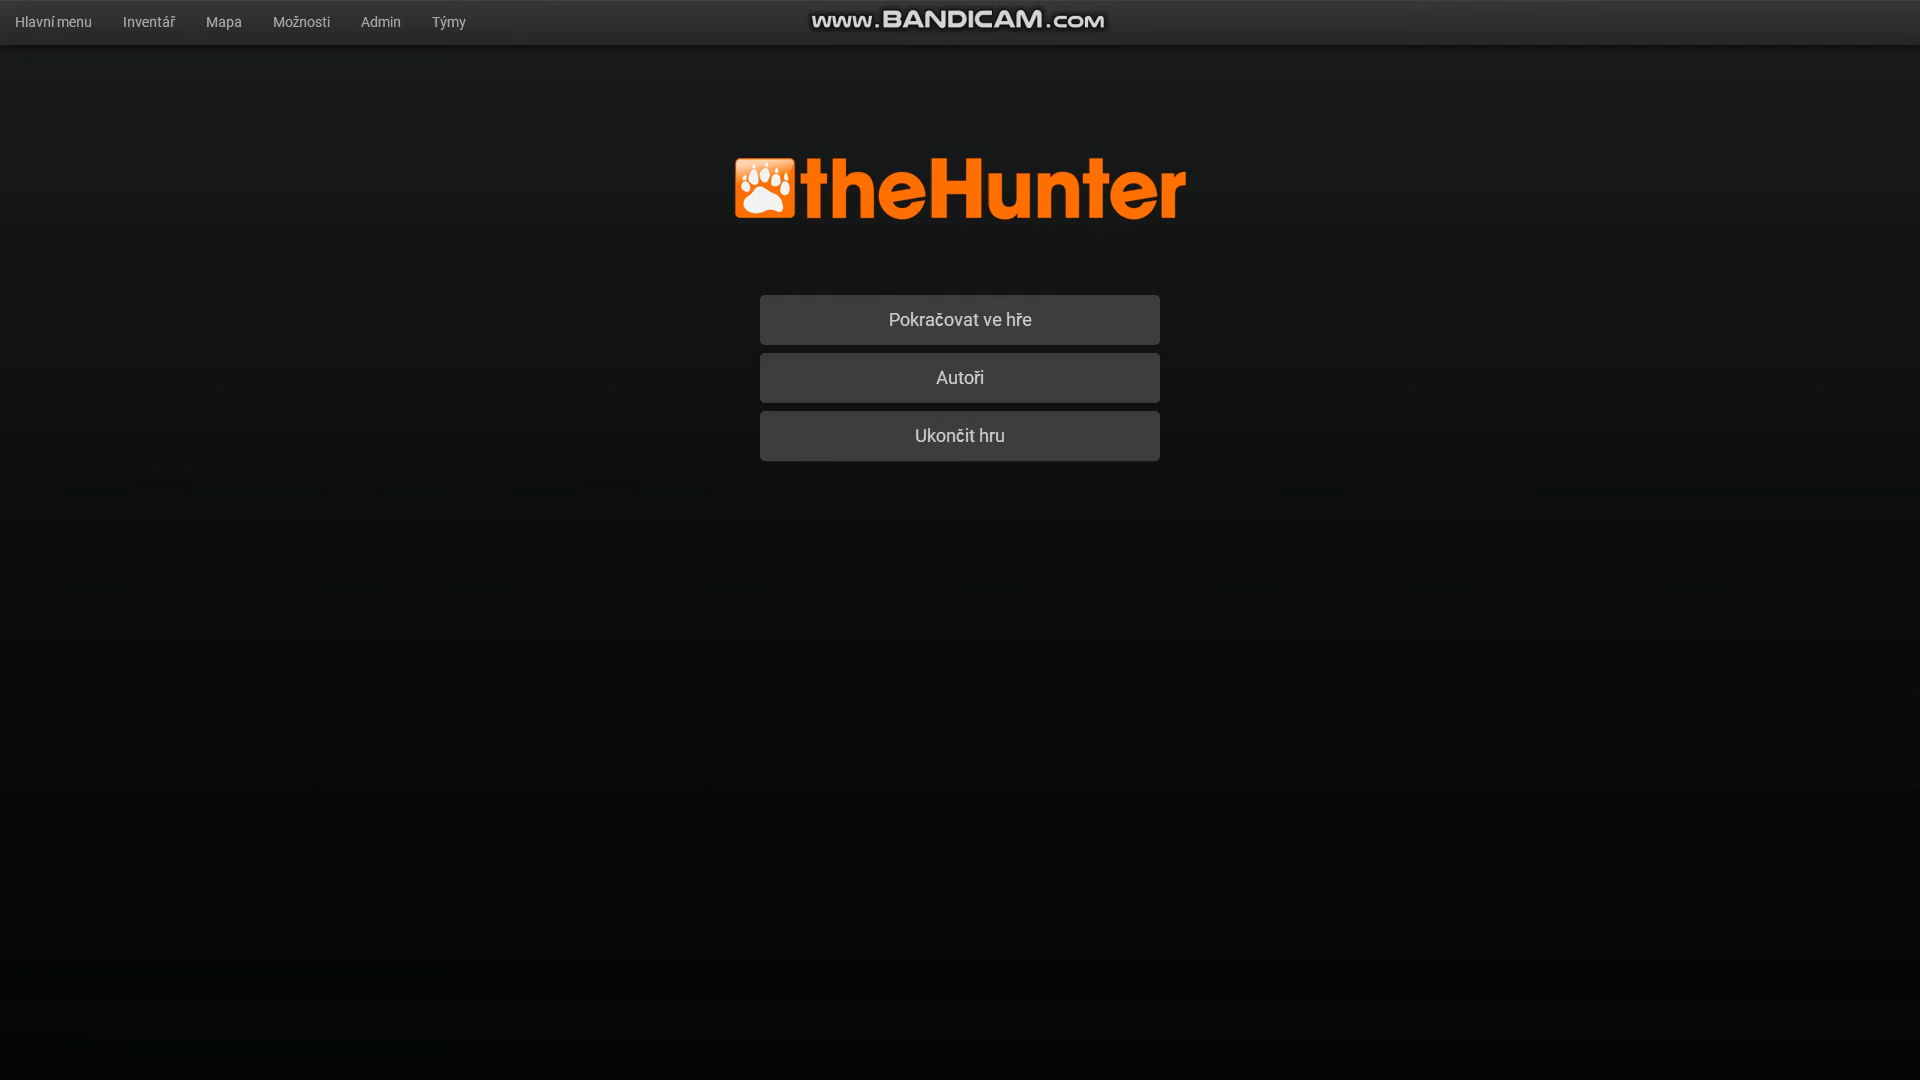 Hlavní menu Inventář Mapa Možnosti Admin Týmy
www.BANDICAM.com
theHunter
Pokračovat ve hře
Autoři
Ukončit hru